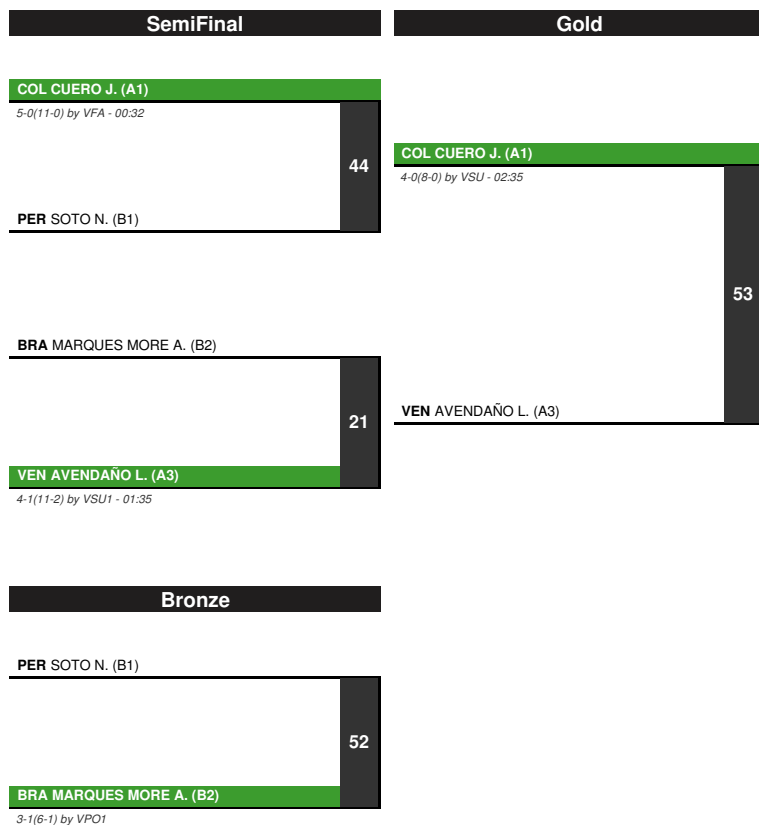 SemiFinal
COL CUERO J. (A1)
5-0(11-0) by VFA - 00:32
44
PER SOTO N. (B1)
BRA MARQUES MORE A. (B2)
21
VEN AVENDAÑO L. (A3)
4-1(11-2) by VSU1 - 01:35
Gold
COL CUERO J. (A1)
4-0(8-0) by VSU - 02:35
53
VEN AVENDAÑO L. (A3)
Bronze
PER SOTO N. (B1)
52
BRA MARQUES MORE A. (B2)
3-1(6-1) by VPO1